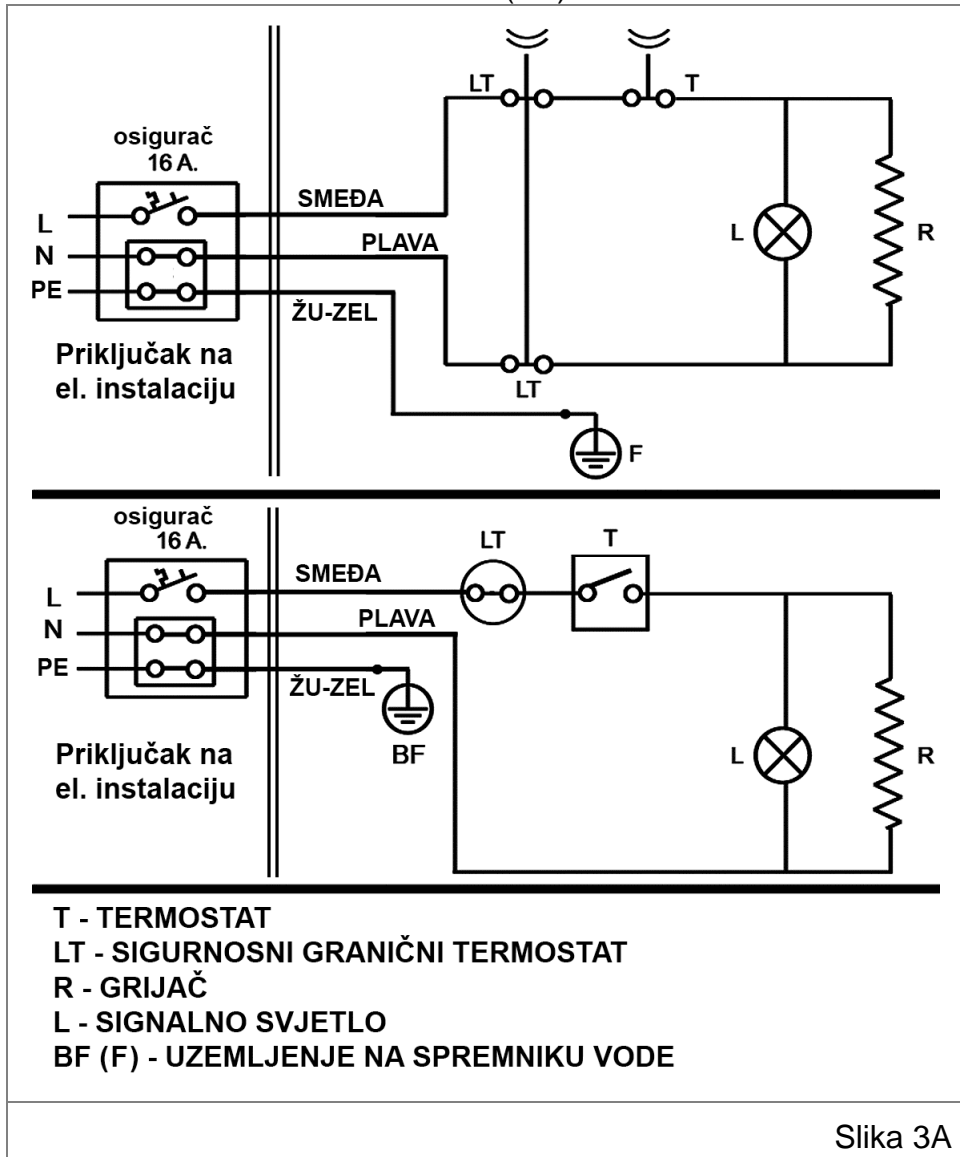 osigurač
16 A.
LT
T
SMEĐA
L
PLAVA
N
L
R
PE
ŽU-ZEL
Priključak na
el. instalaciju
LT
F
osigurač
16 A.
LT
T
SMEĐA
L
PLAVA
N
PE
ŽU-ZEL
BF
Priključak na
el. instalaciju
L
R
T - TERMOSTAT
LT - SIGURNOSNI GRANIČNI TERMOSTAT
R - GRIJAČ
L - SIGNALNO SVJETLO
BF (F) - UZEMLJENJE NA SPREMNIKU VODE
Slika 3A